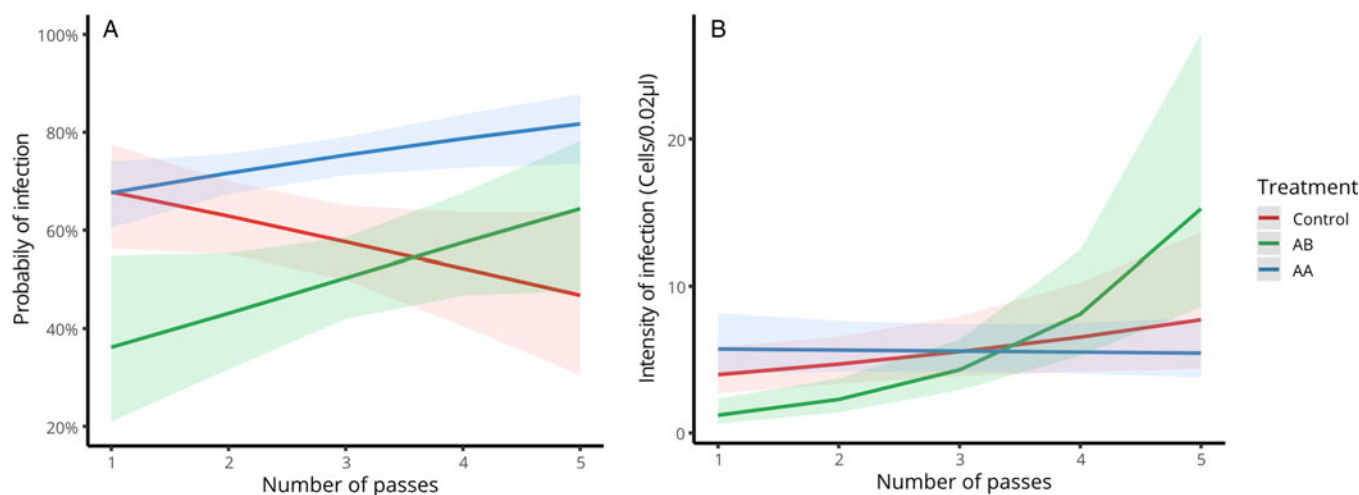 A
100%
80%
60%
40%
20%
Probabily of infection
1 2 3 4 5
Number of passes
B
20
10
0
Intensity of infection (Cells/0.02µl)
1 2 3 4 5
Number of passes
Treatment
Control
AB
AA